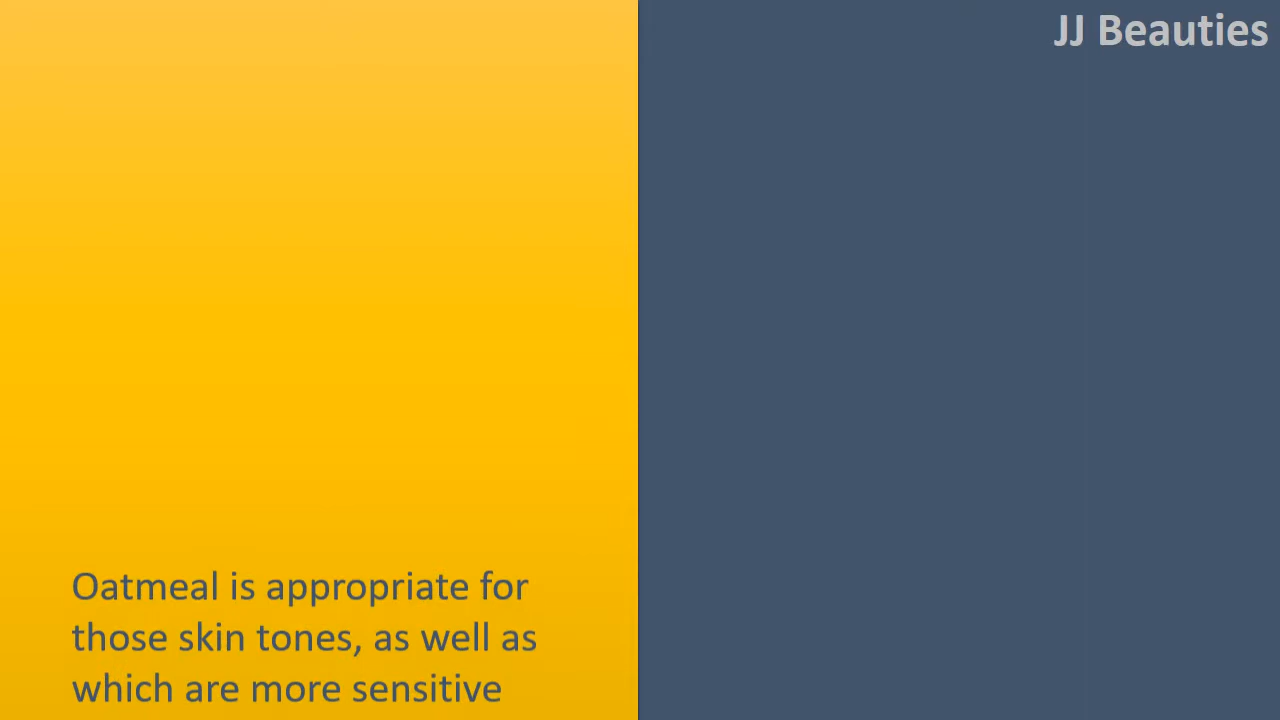 JJ Beauties
Oatmeal is appropriate for
those skin tones, as well as
which are more sensitive